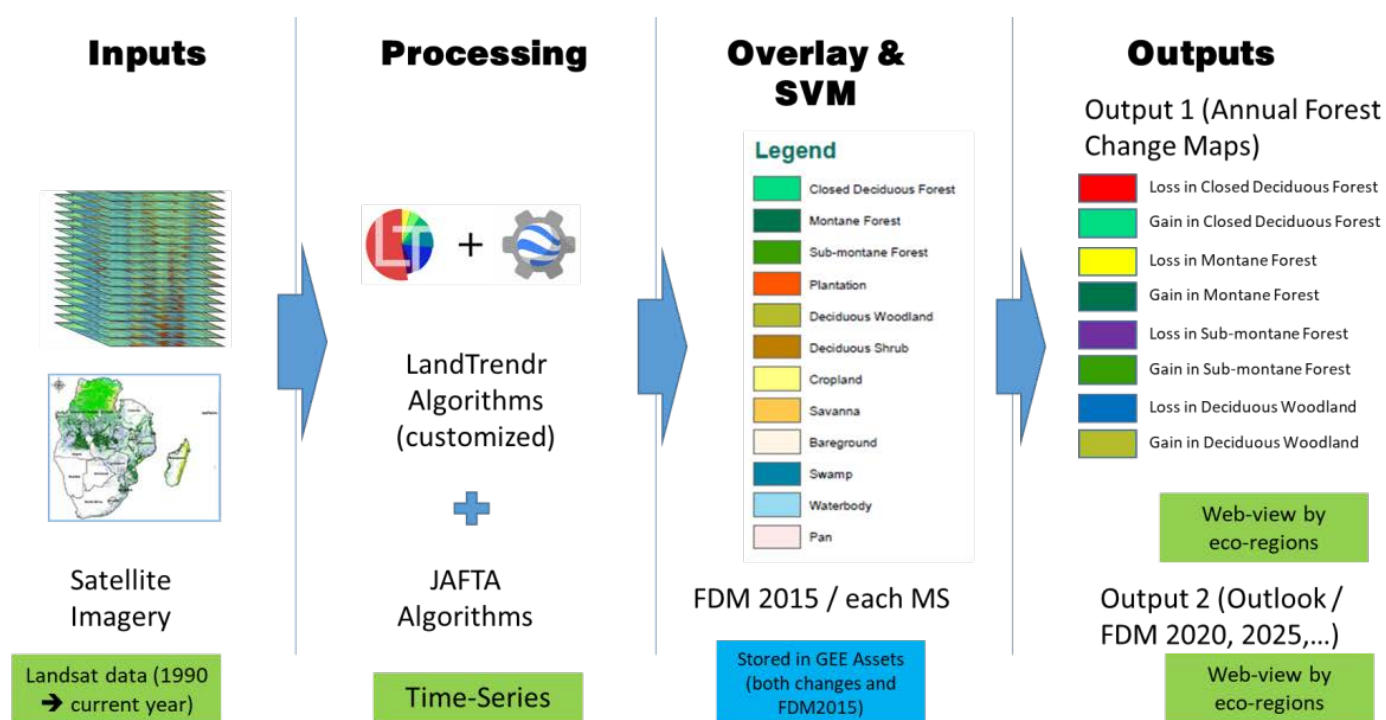 Inputs
Satellite
Imagery
Landsat data (1990
➔ current year)
Processing
LT
+
LandTrendr
Algorithms
(customized)
JAFTA
Algorithms
Time-Series
Overlay &
SVM
Legend
Closed Deciduous Forest
Montane Forest
Sub-montane Forest
Plantation
Deciduous Woodland
Deciduous Shrub
Cropland
Savanna
Bareground
Swamp
Waterbody
Pan
FDM 2015 / each MS
Stored in GEE Assets
(both changes and
FDM2015)
Outputs
Output 1 (Annual Forest
Change Maps)
Loss in Closed Deciduous Forest
Gain in Closed Deciduous Forest
Loss in Montane Forest
Gain in Montane Forest
Loss in Sub-montane Forest
Gain in Sub-montane Forest
Loss in Deciduous Woodland
Gain in Deciduous Woodland
Web-view by
eco-regions
Output 2 (Outlook /
FDM 2020, 2025,...)
Web-view by
eco-regions